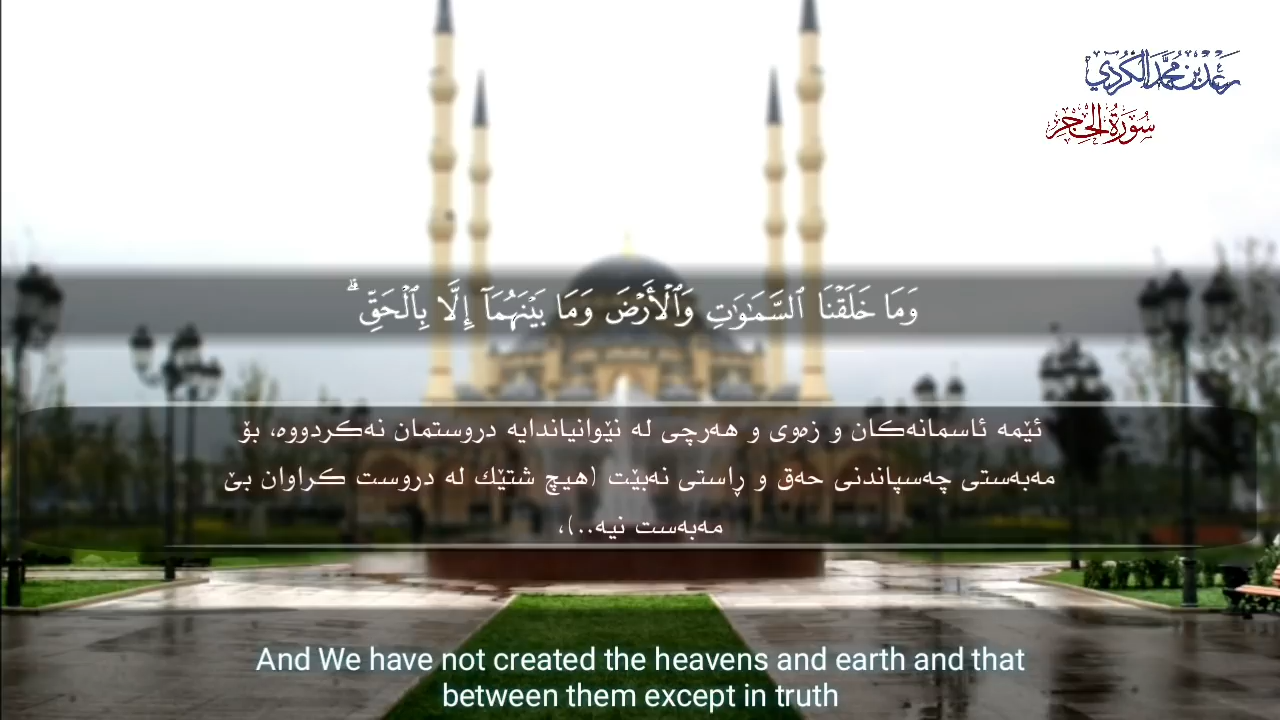 رعد بن محمد الكردي
سورة الحجر
وَمَا خَلَقْنَا ٱلسَّمَـٰوَٰتِ وَٱلْأَرْضَ وَمَا بَيْنَهُمَآ إِلَّا بِٱلْحَقِّ ۗ
ئێمە ئاسمانەکان و زەوی و هەرچی لە نێوانیاندایە دروستمان نەکردووە، بۆ
مەبەستی چەسپاندنی حەق و ڕاستی نەبێت (هیچ شتێك لە دروست کراوان بێ
مەبەست نیە..)،
And We have not created the heavens and earth and that
between them except in truth